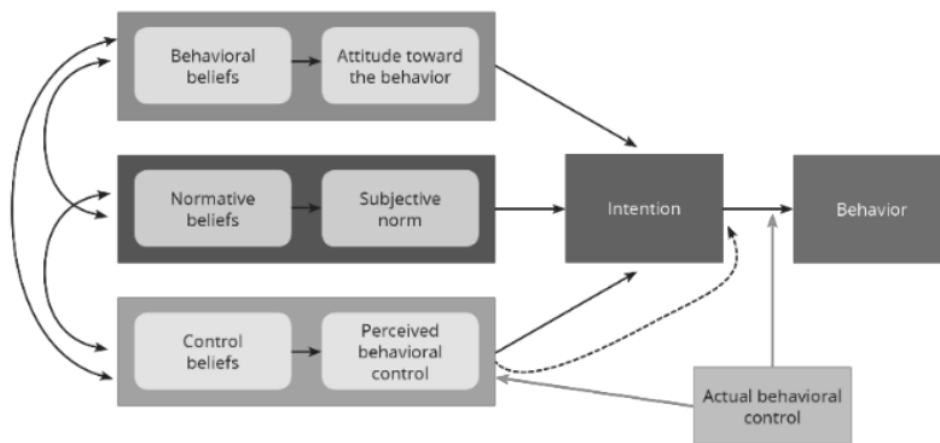 Behavioral
beliefs
Attitude toward
the behavior
Normative
beliefs
Subjective
norm
Intention
Behavior
Control
beliefs
Perceived
behavioral
control
Actual behavioral
control